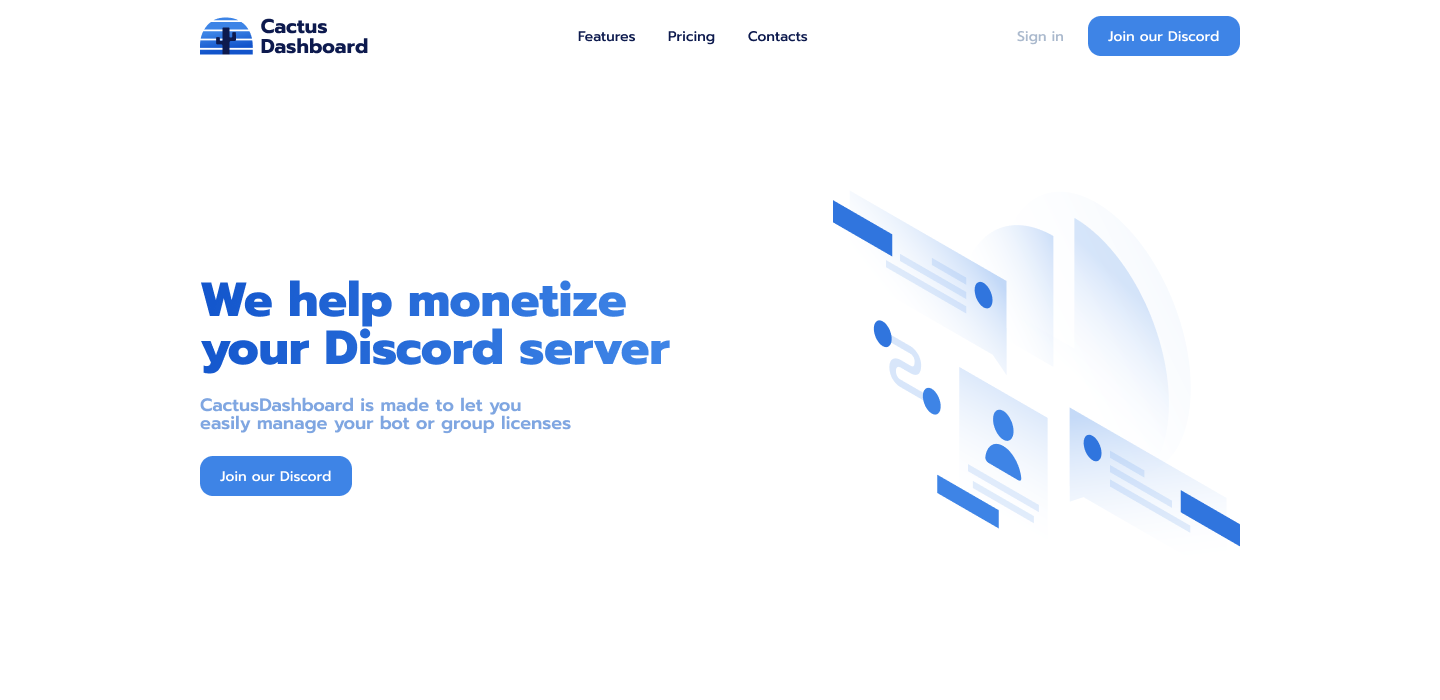 Cactus
Dashboard
Features
Pricing
Contacts
Sign in
Join our Discord
We help monetize
your Discord server
CactusDashboard is made to let you
easily manage your bot or group licenses
Join our Discord